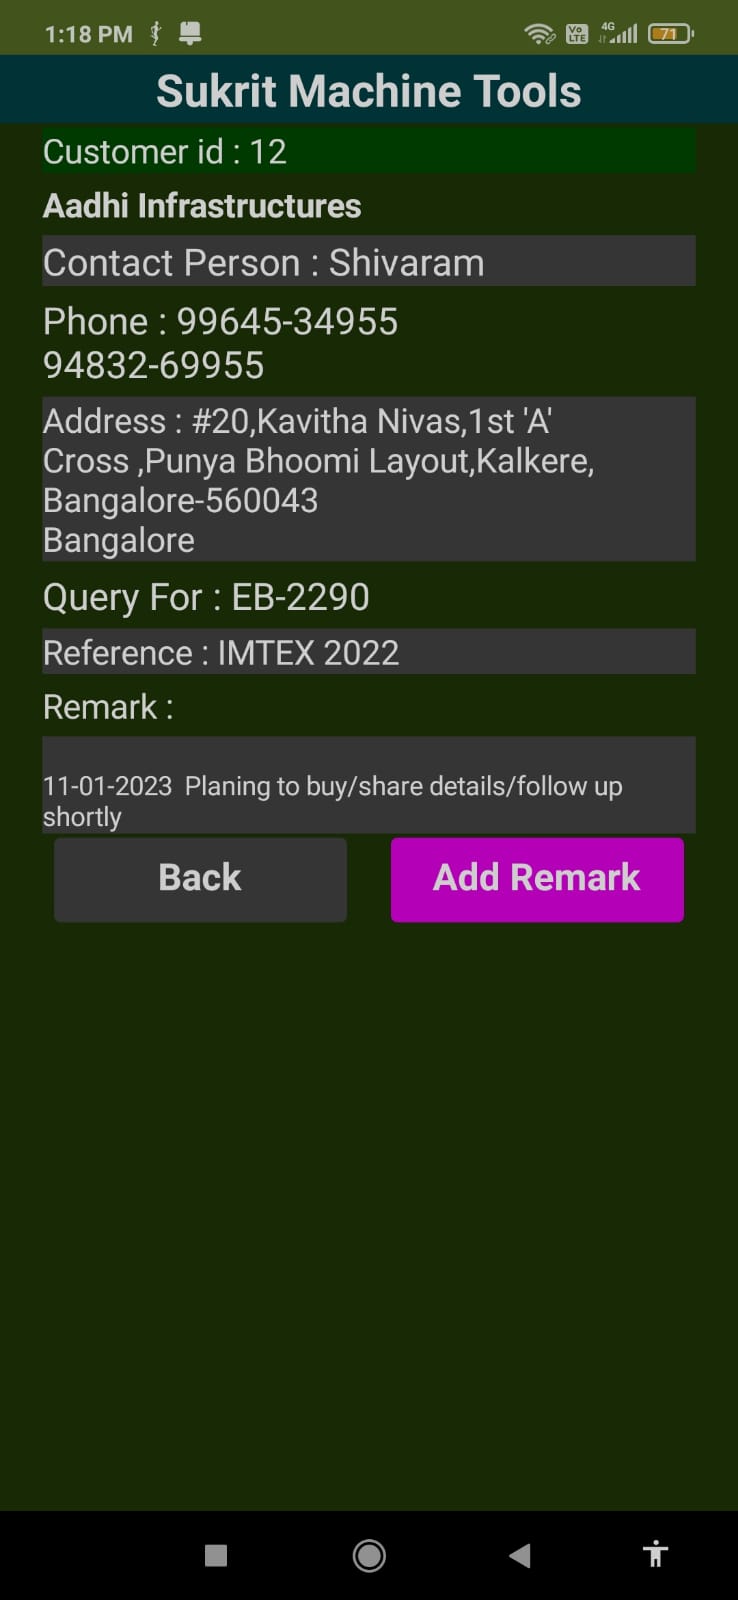 1:18 PM
Vo LTE 4G 71
Sukrit Machine Tools
Customer id : 12
Aadhi Infrastructures
Contact Person : Shivaram
Phone : 99645-34955
94832-69955
Address : #20,Kavitha Nivas,1st 'A'
Cross ,Punya Bhoomi Layout,Kalkere,
Bangalore-560043
Bangalore
Query For : EB-2290
Reference : IMTEX 2022
Remark :
11-01-2023  Planing to buy/share details/follow up
shortly
Back
Add Remark